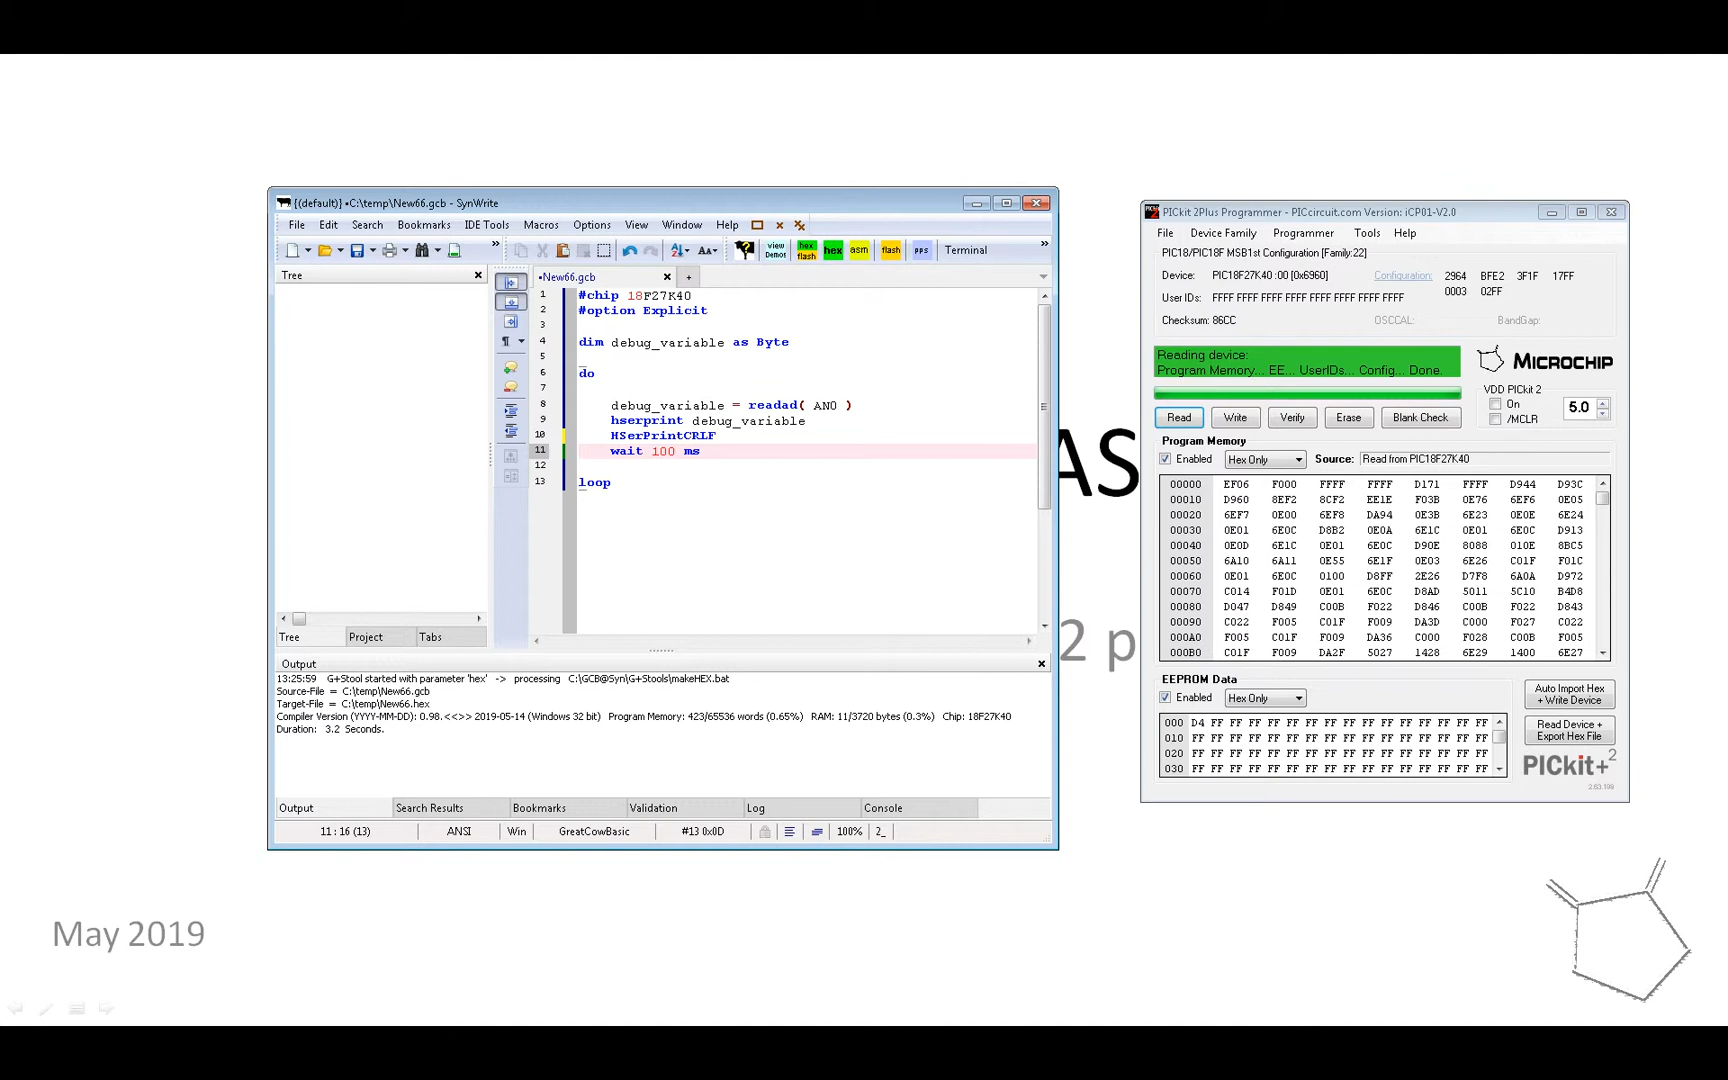 {(default)} •C:\temp\New66.gcb - SynWrite
File Edit Search Bookmarks IDE Tools Macros Options View Window Help
view Demos hex flash hex asm flash pps Terminal
Tree
•New66.gcb
1 #chip 18F27K40
2 #option Explicit
3
4 dim debug_variable as Byte
5
6 do
7
8 debug_variable = readad( AN0 )
9 hserprint debug_variable
10 HSerPrintCRLF
11 wait 100 ms
12
13 loop
Tree Project Tabs
Output
13:25:59 G+Stool started with parameter 'hex' -> processing C:\GCB@Syn\G+Stools\makeHEX.bat
Source-File = C:\temp\New66.gcb
Target-File = C:\temp\New66.hex
Compiler Version (YYYY-MM-DD): 0.98.<<>> 2019-05-14 (Windows 32 bit) Program Memory: 423/65536 words (0.65%) RAM: 11/3720 bytes (0.3%) Chip: 18F27K40
Duration: 3.2 Seconds.
Output Search Results Bookmarks Validation Log Console
11 : 16 (13) ANSI Win GreatCowBasic #13 0x0D 100% 2_
AS
2 p
PICkit 2Plus Programmer - PICcircuit.com Version: iCP01-V2.0
File Device Family Programmer Tools Help
PIC18/PIC18F MSB1st Configuration [Family:22]
Device: PIC18F27K40 :00 [0x6960] Configuration: 2964 BFE2 3F1F 17FF
0003 02FF
User IDs: FFFF FFFF FFFF FFFF FFFF FFFF FFFF FFFF
Checksum: 86CC OSCCAL: BandGap:
Reading device:
Program Memory... EE... UserIDs... Config... Done.
MICROCHIP
VDD PICkit 2
On
/MCLR
5.0
Read Write Verify Erase Blank Check
Program Memory
Enabled Hex Only Source: Read from PIC18F27K40
00000 EF06 F000 FFFF FFFF D171 FFFF D944 D93C
00010 D960 8EF2 8CF2 EE1E F03B 0E76 6EF6 0E05
00020 6EF7 0E00 6EF8 DA94 0E3B 6E23 0E0E 6E24
00030 0E01 6E0C D8B2 0E0A 6E1C 0E01 6E0C D913
00040 0E0D 6E1C 0E01 6E0C D90E 8088 010E 8BC5
00050 6A10 6A11 0E55 6E1F 0E03 6E26 C01F F01C
00060 0E01 6E0C 0100 D8FF 2E26 D7F8 6A0A D972
00070 C014 F01D 0E01 6E0C D8AD 5011 5C10 B4D8
00080 D047 D849 C00B F022 D846 C00B F022 D843
00090 C022 F005 C01F F009 DA3D C000 F027 C022
000A0 F005 C01F F009 DA36 C000 F028 C00B F005
000B0 C01F F009 DA2F 5027 1428 6E29 1400 6E27
EEPROM Data
Enabled Hex Only
000 D4 FF FF FF FF FF FF FF FF FF FF FF FF FF FF FF
010 FF FF FF FF FF FF FF FF FF FF FF FF FF FF FF FF
020 FF FF FF FF FF FF FF FF FF FF FF FF FF FF FF FF
030 FF FF FF FF FF FF FF FF FF FF FF FF FF FF FF FF
Auto Import Hex
+ Write Device
Read Device +
Export Hex File
PICkit+2
2.63.199
May 2019